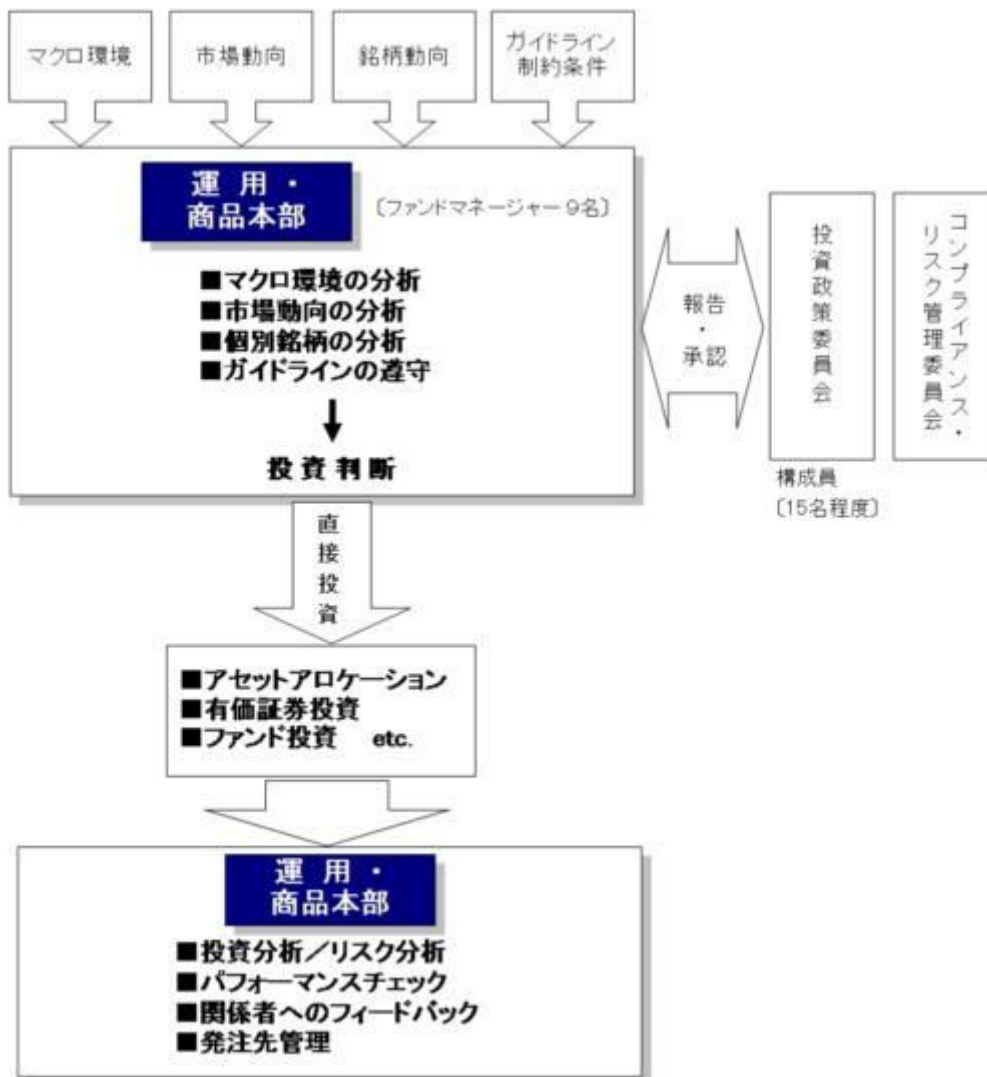 マクロ環境
市場動向
銘柄動向
ガイドライン
制約条件
運 用 ・
商品本部
〔ファンドマネージャー 9名〕
■マクロ環境の分析
■市場動向の分析
■個別銘柄の分析
■ガイドラインの遵守
投資判断
報告
・
承認
投資政策委員会
コンプライアンス・
リスク管理委員会
構成員
〔15名程度〕
直接投資
■アセットアロケーション
■有価証券投資
■ファンド投資 etc.
運 用 ・
商品本部
■投資分析／リスク分析
■パフォーマンスチェック
■関係者へのフィードバック
■発注先管理